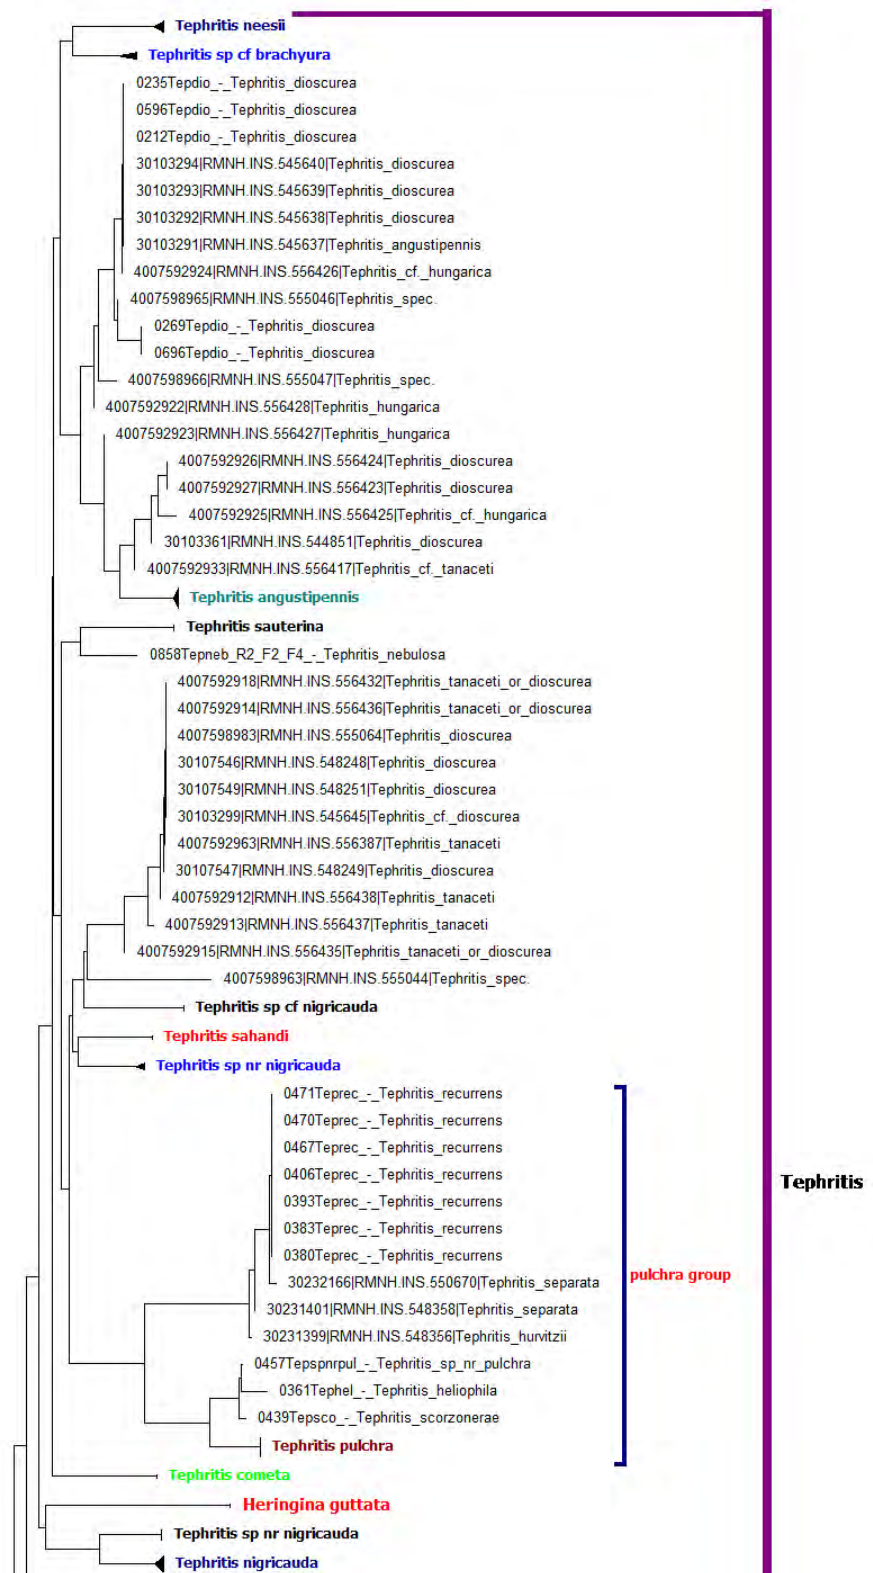 Tephritis neesii
Tephritis sp cf brachyura
0235Tepdio_-_Tephritis_dioscurea
0596Tepdio_-_Tephritis_dioscurea
0212Tepdio_-_Tephritis_dioscurea
30103294|RMNH.INS.545640|Tephritis_dioscurea
30103293|RMNH.INS.545639|Tephritis_dioscurea
30103292|RMNH.INS.545638|Tephritis_dioscurea
30103291|RMNH.INS.545637|Tephritis_angustipennis
4007592924|RMNH.INS.556426|Tephritis_cf._hungarica
4007598965|RMNH.INS.555046|Tephritis_spec.
0269Tepdio_-_Tephritis_dioscurea
0696Tepdio_-_Tephritis_dioscurea
4007598966|RMNH.INS.555047|Tephritis_spec.
4007592922|RMNH.INS.556428|Tephritis_hungarica
4007592923|RMNH.INS.556427|Tephritis_hungarica
4007592926|RMNH.INS.556424|Tephritis_dioscurea
4007592927|RMNH.INS.556423|Tephritis_dioscurea
4007592925|RMNH.INS.556425|Tephritis_cf._hungarica
30103361|RMNH.INS.544851|Tephritis_dioscurea
4007592933|RMNH.INS.556417|Tephritis_cf._tanaceti
Tephritis angustipennis
Tephritis sauterina
0858Tepneb_R2_F2_F4_-_Tephritis_nebulosa
4007592918|RMNH.INS.556432|Tephritis_tanaceti_or_dioscurea
4007592914|RMNH.INS.556436|Tephritis_tanaceti_or_dioscurea
4007598983|RMNH.INS.555064|Tephritis_dioscurea
30107546|RMNH.INS.548248|Tephritis_dioscurea
30107549|RMNH.INS.548251|Tephritis_dioscurea
30103299|RMNH.INS.545645|Tephritis_cf._dioscurea
4007592963|RMNH.INS.556387|Tephritis_tanaceti
30107547|RMNH.INS.548249|Tephritis_dioscurea
4007592912|RMNH.INS.556438|Tephritis_tanaceti
4007592913|RMNH.INS.556437|Tephritis_tanaceti
4007592915|RMNH.INS.556435|Tephritis_tanaceti_or_dioscurea
4007598963|RMNH.INS.555044|Tephritis_spec.
Tephritis sp cf nigricauda
Tephritis sahandi
Tephritis sp nr nigricauda
0471Teprec_-_Tephritis_recurrens
0470Teprec_-_Tephritis_recurrens
0467Teprec_-_Tephritis_recurrens
0406Teprec_-_Tephritis_recurrens
Tephritis
0393Teprec_-_Tephritis_recurrens
0383Teprec_-_Tephritis_recurrens
0380Teprec_-_Tephritis_recurrens
pulchra group
30232166|RMNH.INS.550670|Tephritis_separata
30231401|RMNH.INS.548358|Tephritis_separata
30231399|RMNH.INS.548356|Tephritis_hurvitzii
0457Tepspnrpul_-_Tephritis_sp_nr_pulchra
0361Tephel_-_Tephritis_heliophila
0439Tepsco_-_Tephritis_scorzonerae
Tephritis pulchra
Tephritis cometa
Heringina guttata
Tephritis sp nr nigricauda
Tephritis nigricauda